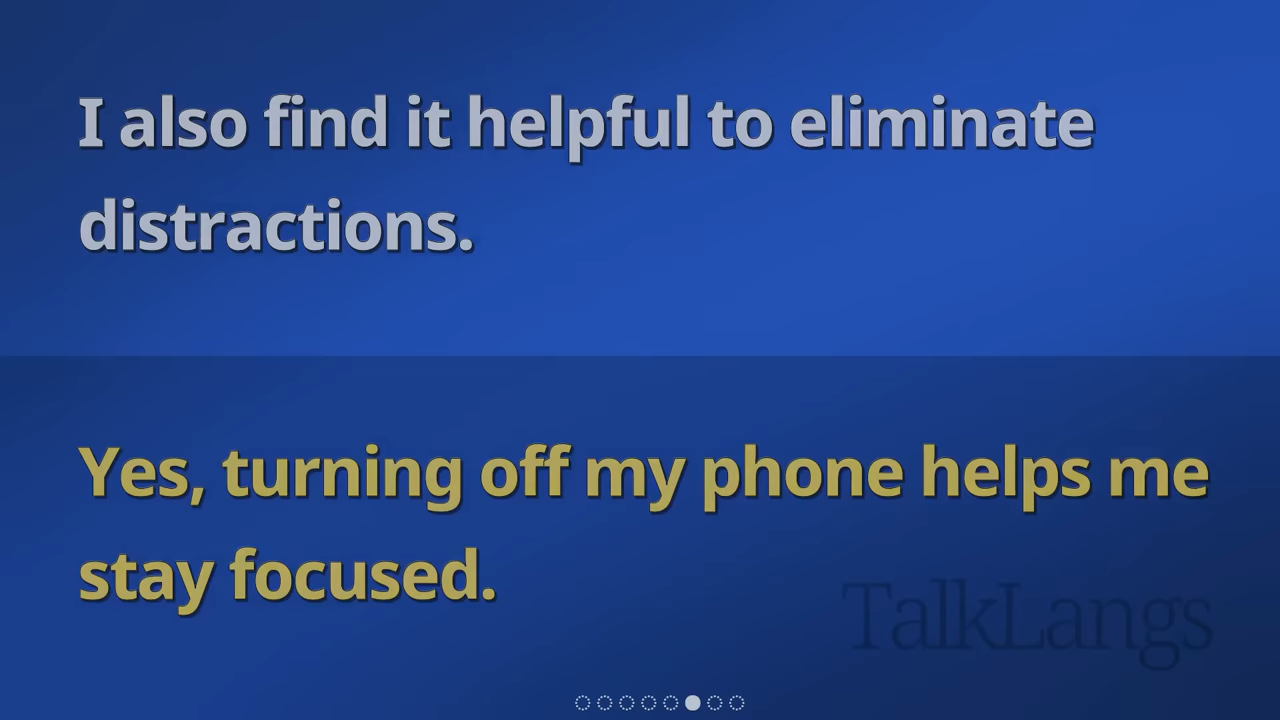 I also find it helpful to eliminate
distractions.
Yes, turning off my phone helps me
stay focused.
TalkLangs